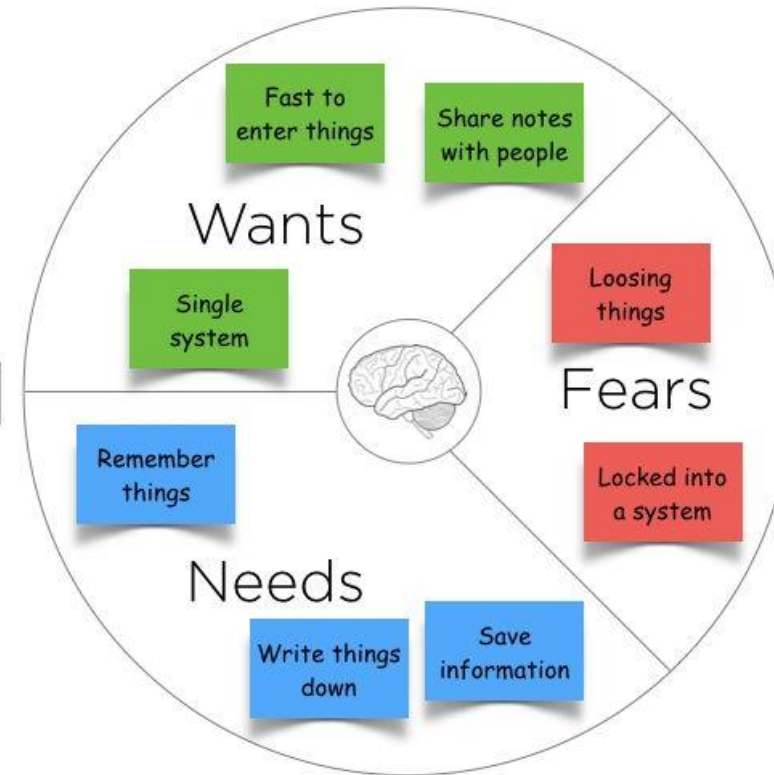 Fast to
enter things
Share notes
with people
Wants
Single
system
Loosing
things
Fears
Locked into
a system
Remember
things
Needs
Write things
down
Save
information